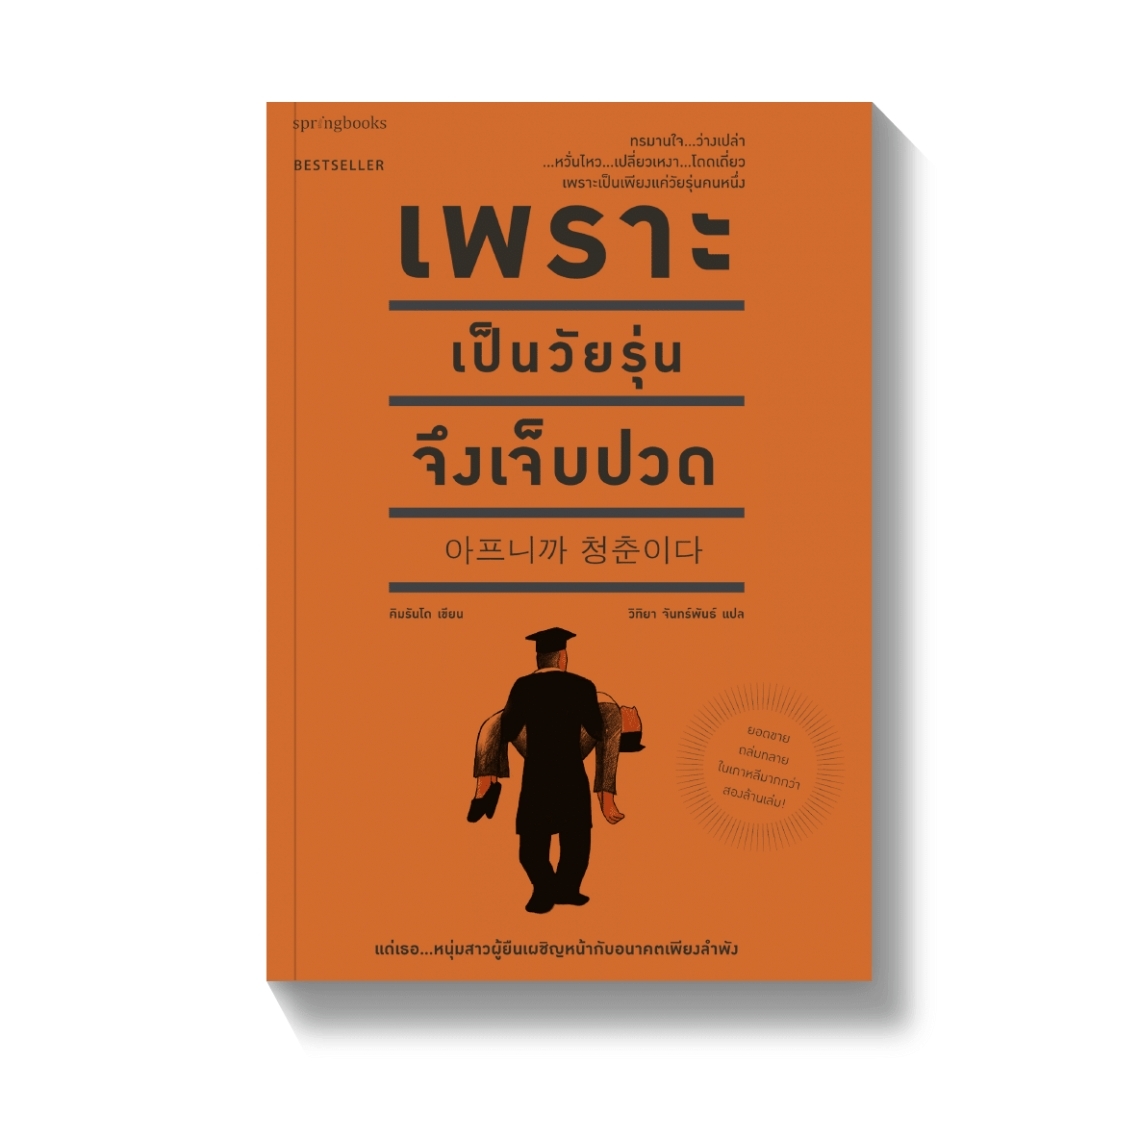 springbooks
BESTSELLER
ทรมานใจ...ว่างเปล่า
...หวั่นไหว...เปลี่ยวเหงา...โดดเดี่ยว
เพราะเป็นเพียงแค่วัยรุ่นคนหนึ่ง
เพราะ
เป็นวัยรุ่น
จึงเจ็บปวด
아프니까 청춘이다
คิมรันโด เขียน
วิทิยา จันทร์พันธ์ แปล
ยอดขาย
ถล่มทลาย
ในเกาหลีมากกว่า
สองล้านเล่ม!
แด่เธอ...หนุ่มสาวผู้ยืนเผชิญหน้ากับอนาคตเพียงลำพัง